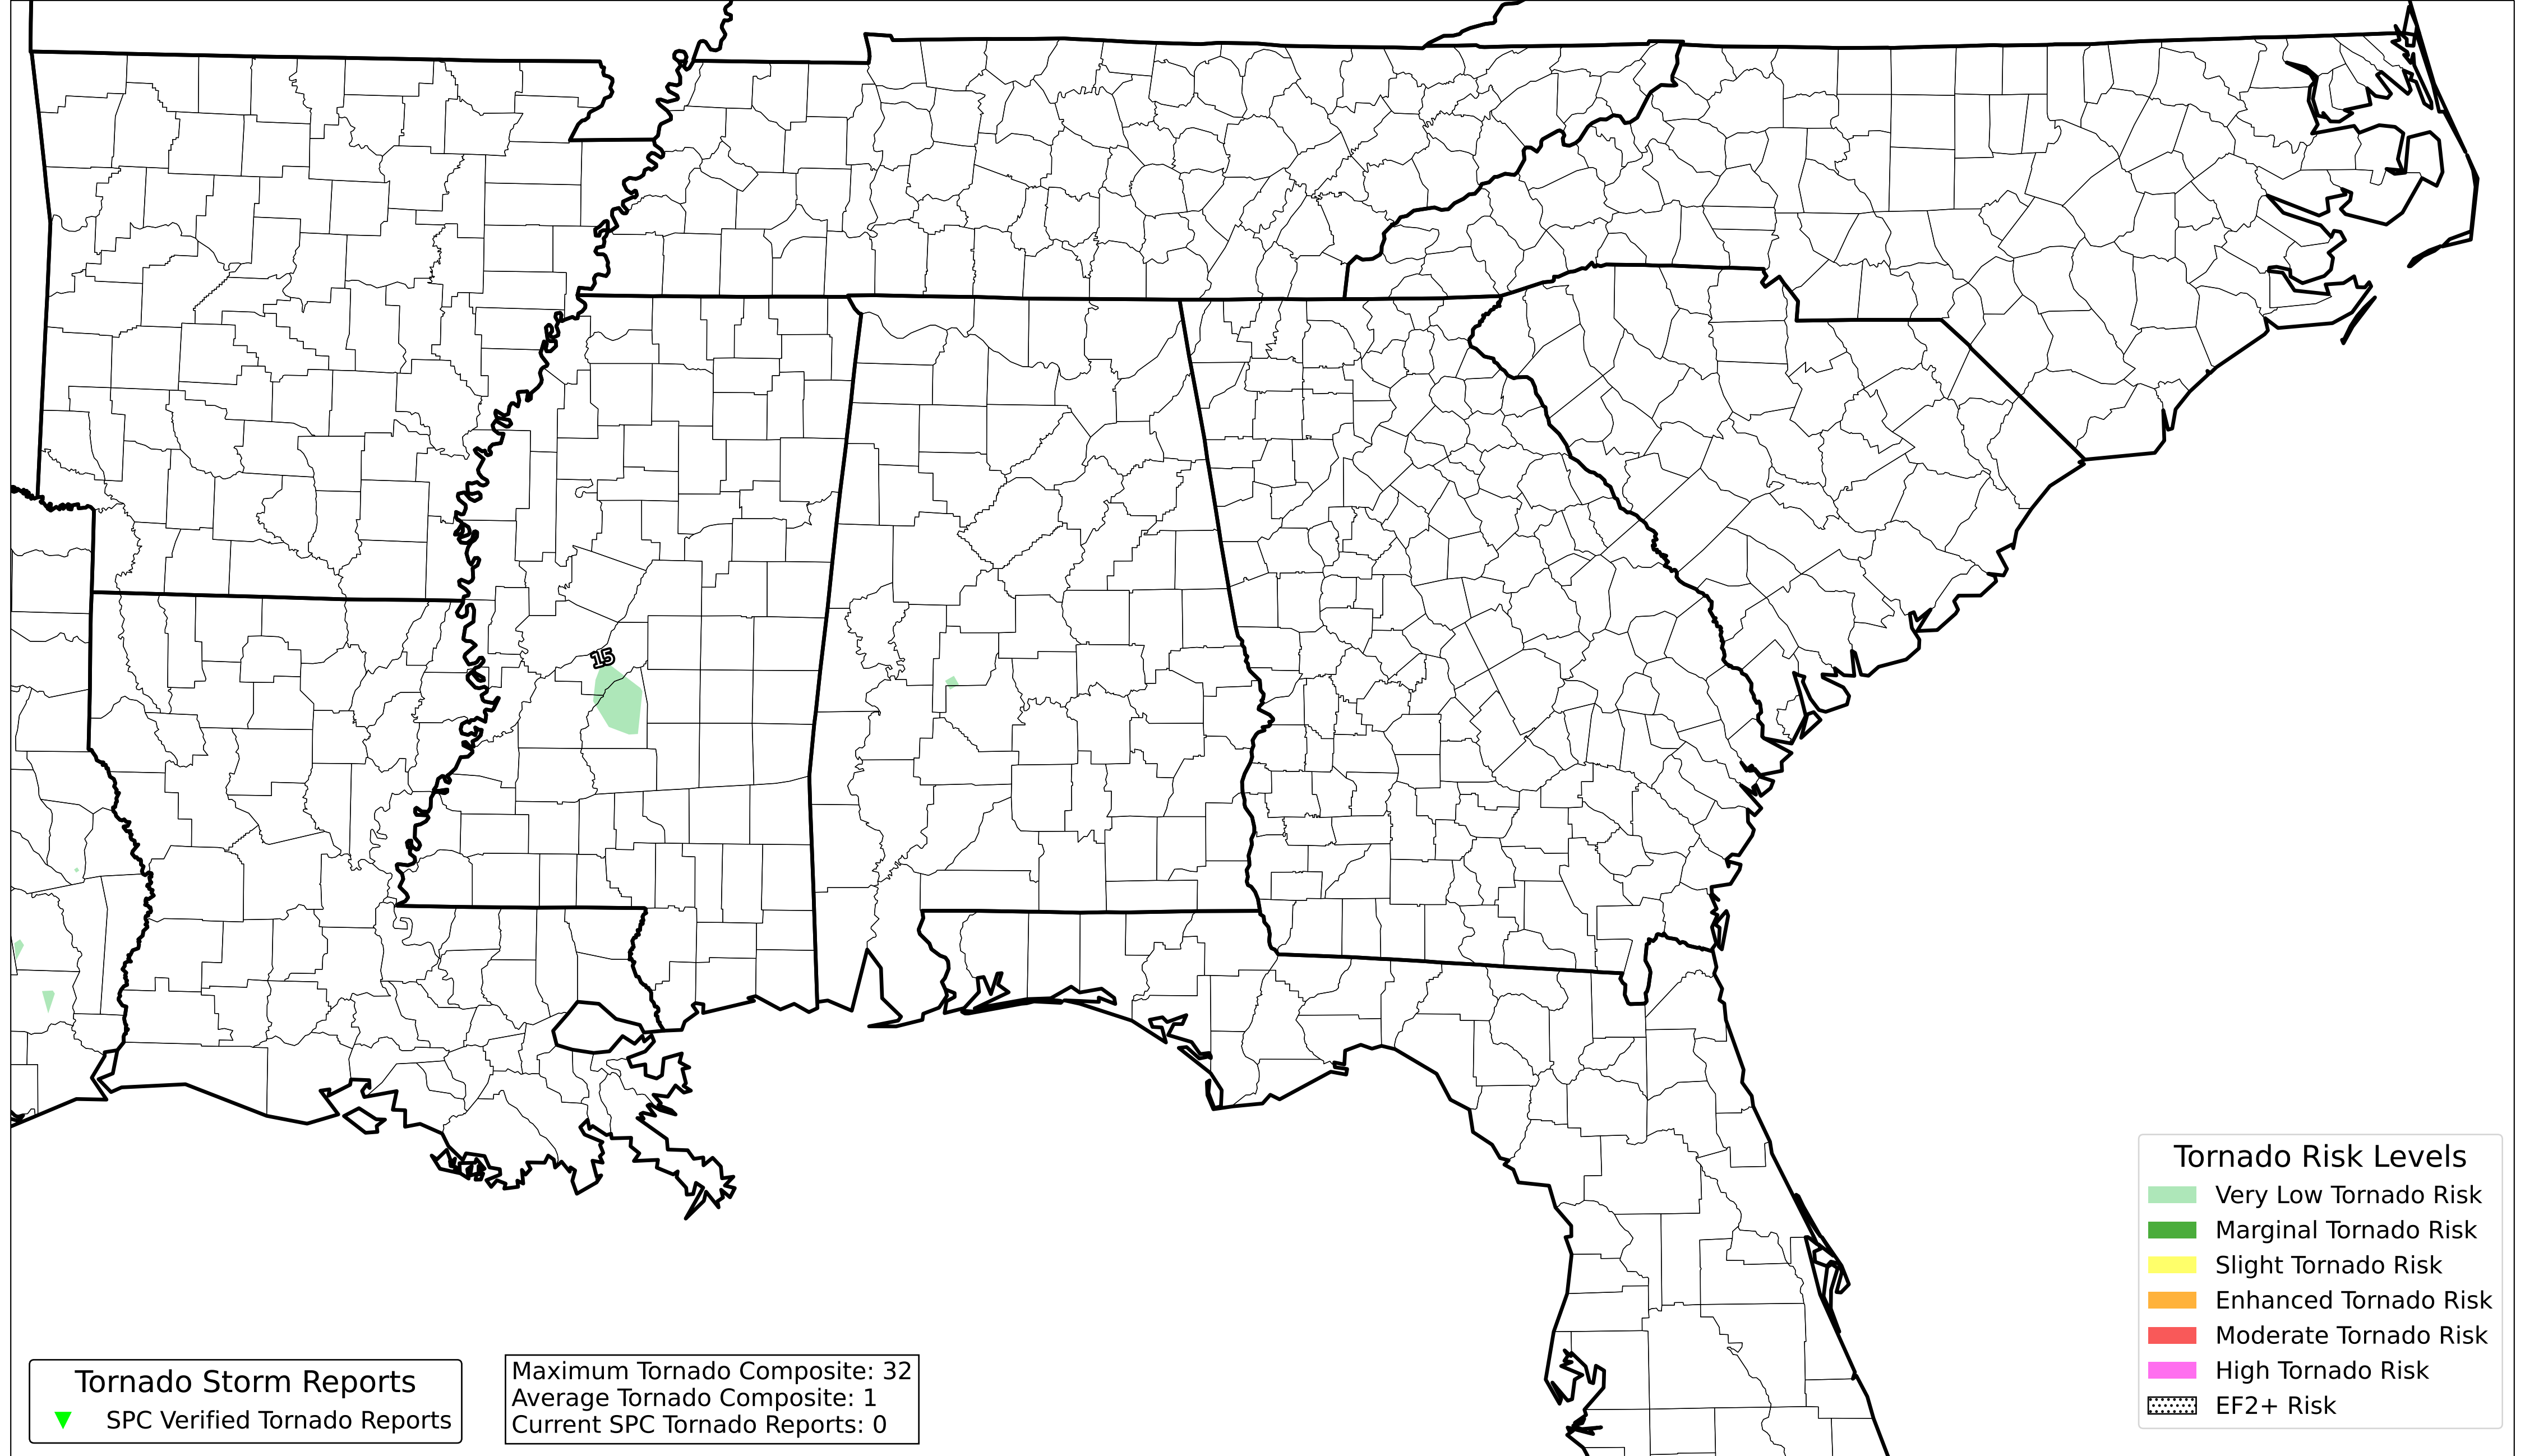 15
Tornado Risk Levels
Very Low Tornado Risk
Marginal Tornado Risk
Slight Tornado Risk
Enhanced Tornado Risk
Moderate Tornado Risk
High Tornado Risk
EF2+ Risk
Tornado Storm Reports
SPC Verified Tornado Reports
Maximum Tornado Composite: 32
Average Tornado Composite: 1
Current SPC Tornado Reports: 0